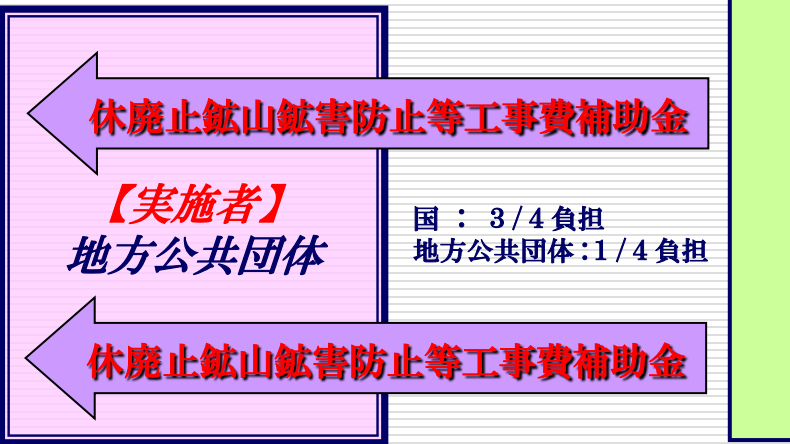 休廃止鉱山鉱害防止等工事費補助金
【実施者】
地方公共団体
国 ： ３/４負担
地方公共団体：１/４負担
休廃止鉱山鉱害防止等工事費補助金